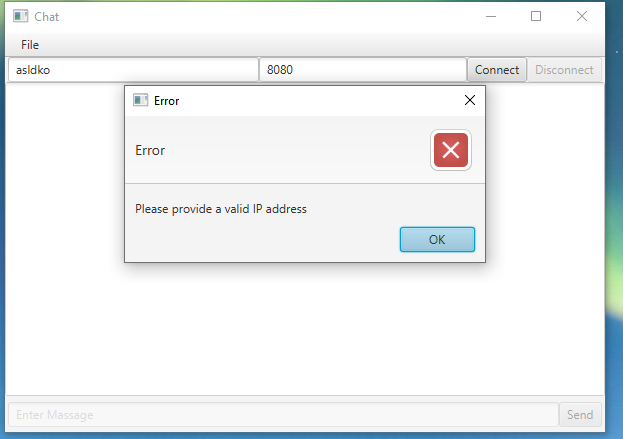 Chat
File
asldko 8080 Connect Disconnect
Error
Error
Please provide a valid IP address
OK
Enter Massage Send